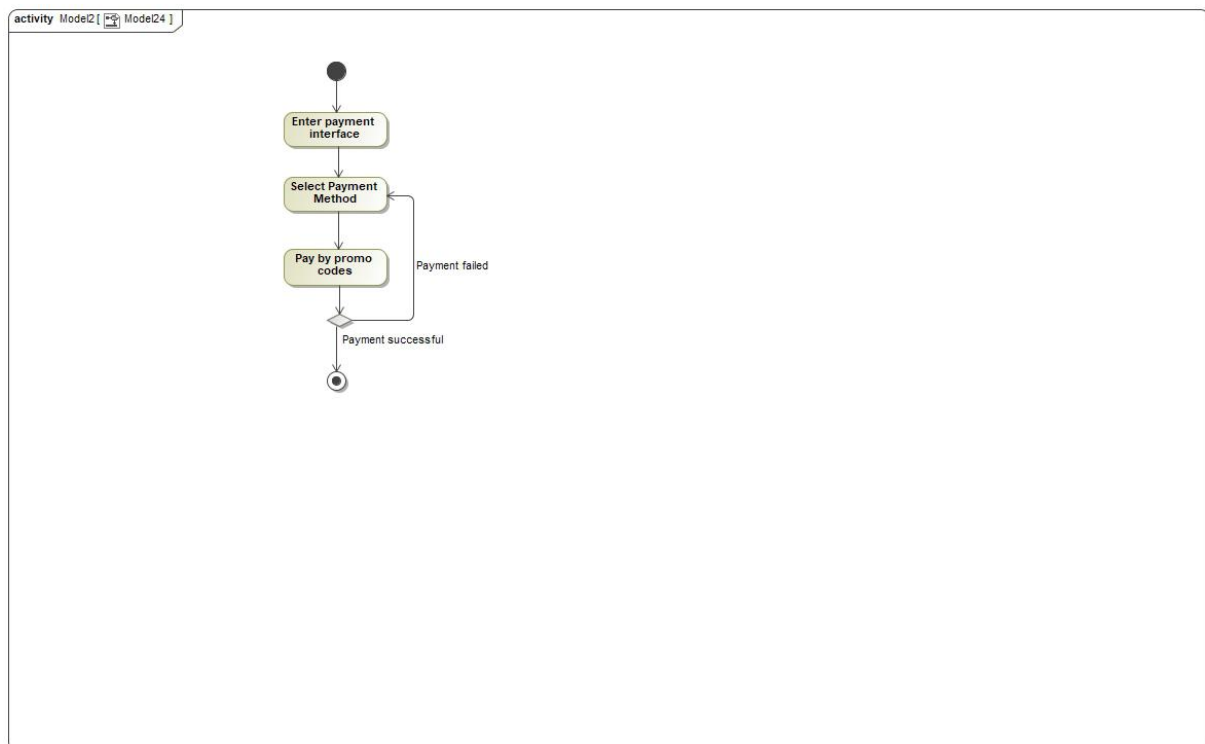 activity Model2 [ Model24 ]
Enter payment
interface
Select Payment
Method
Pay by promo
codes
Payment failed
Payment successful